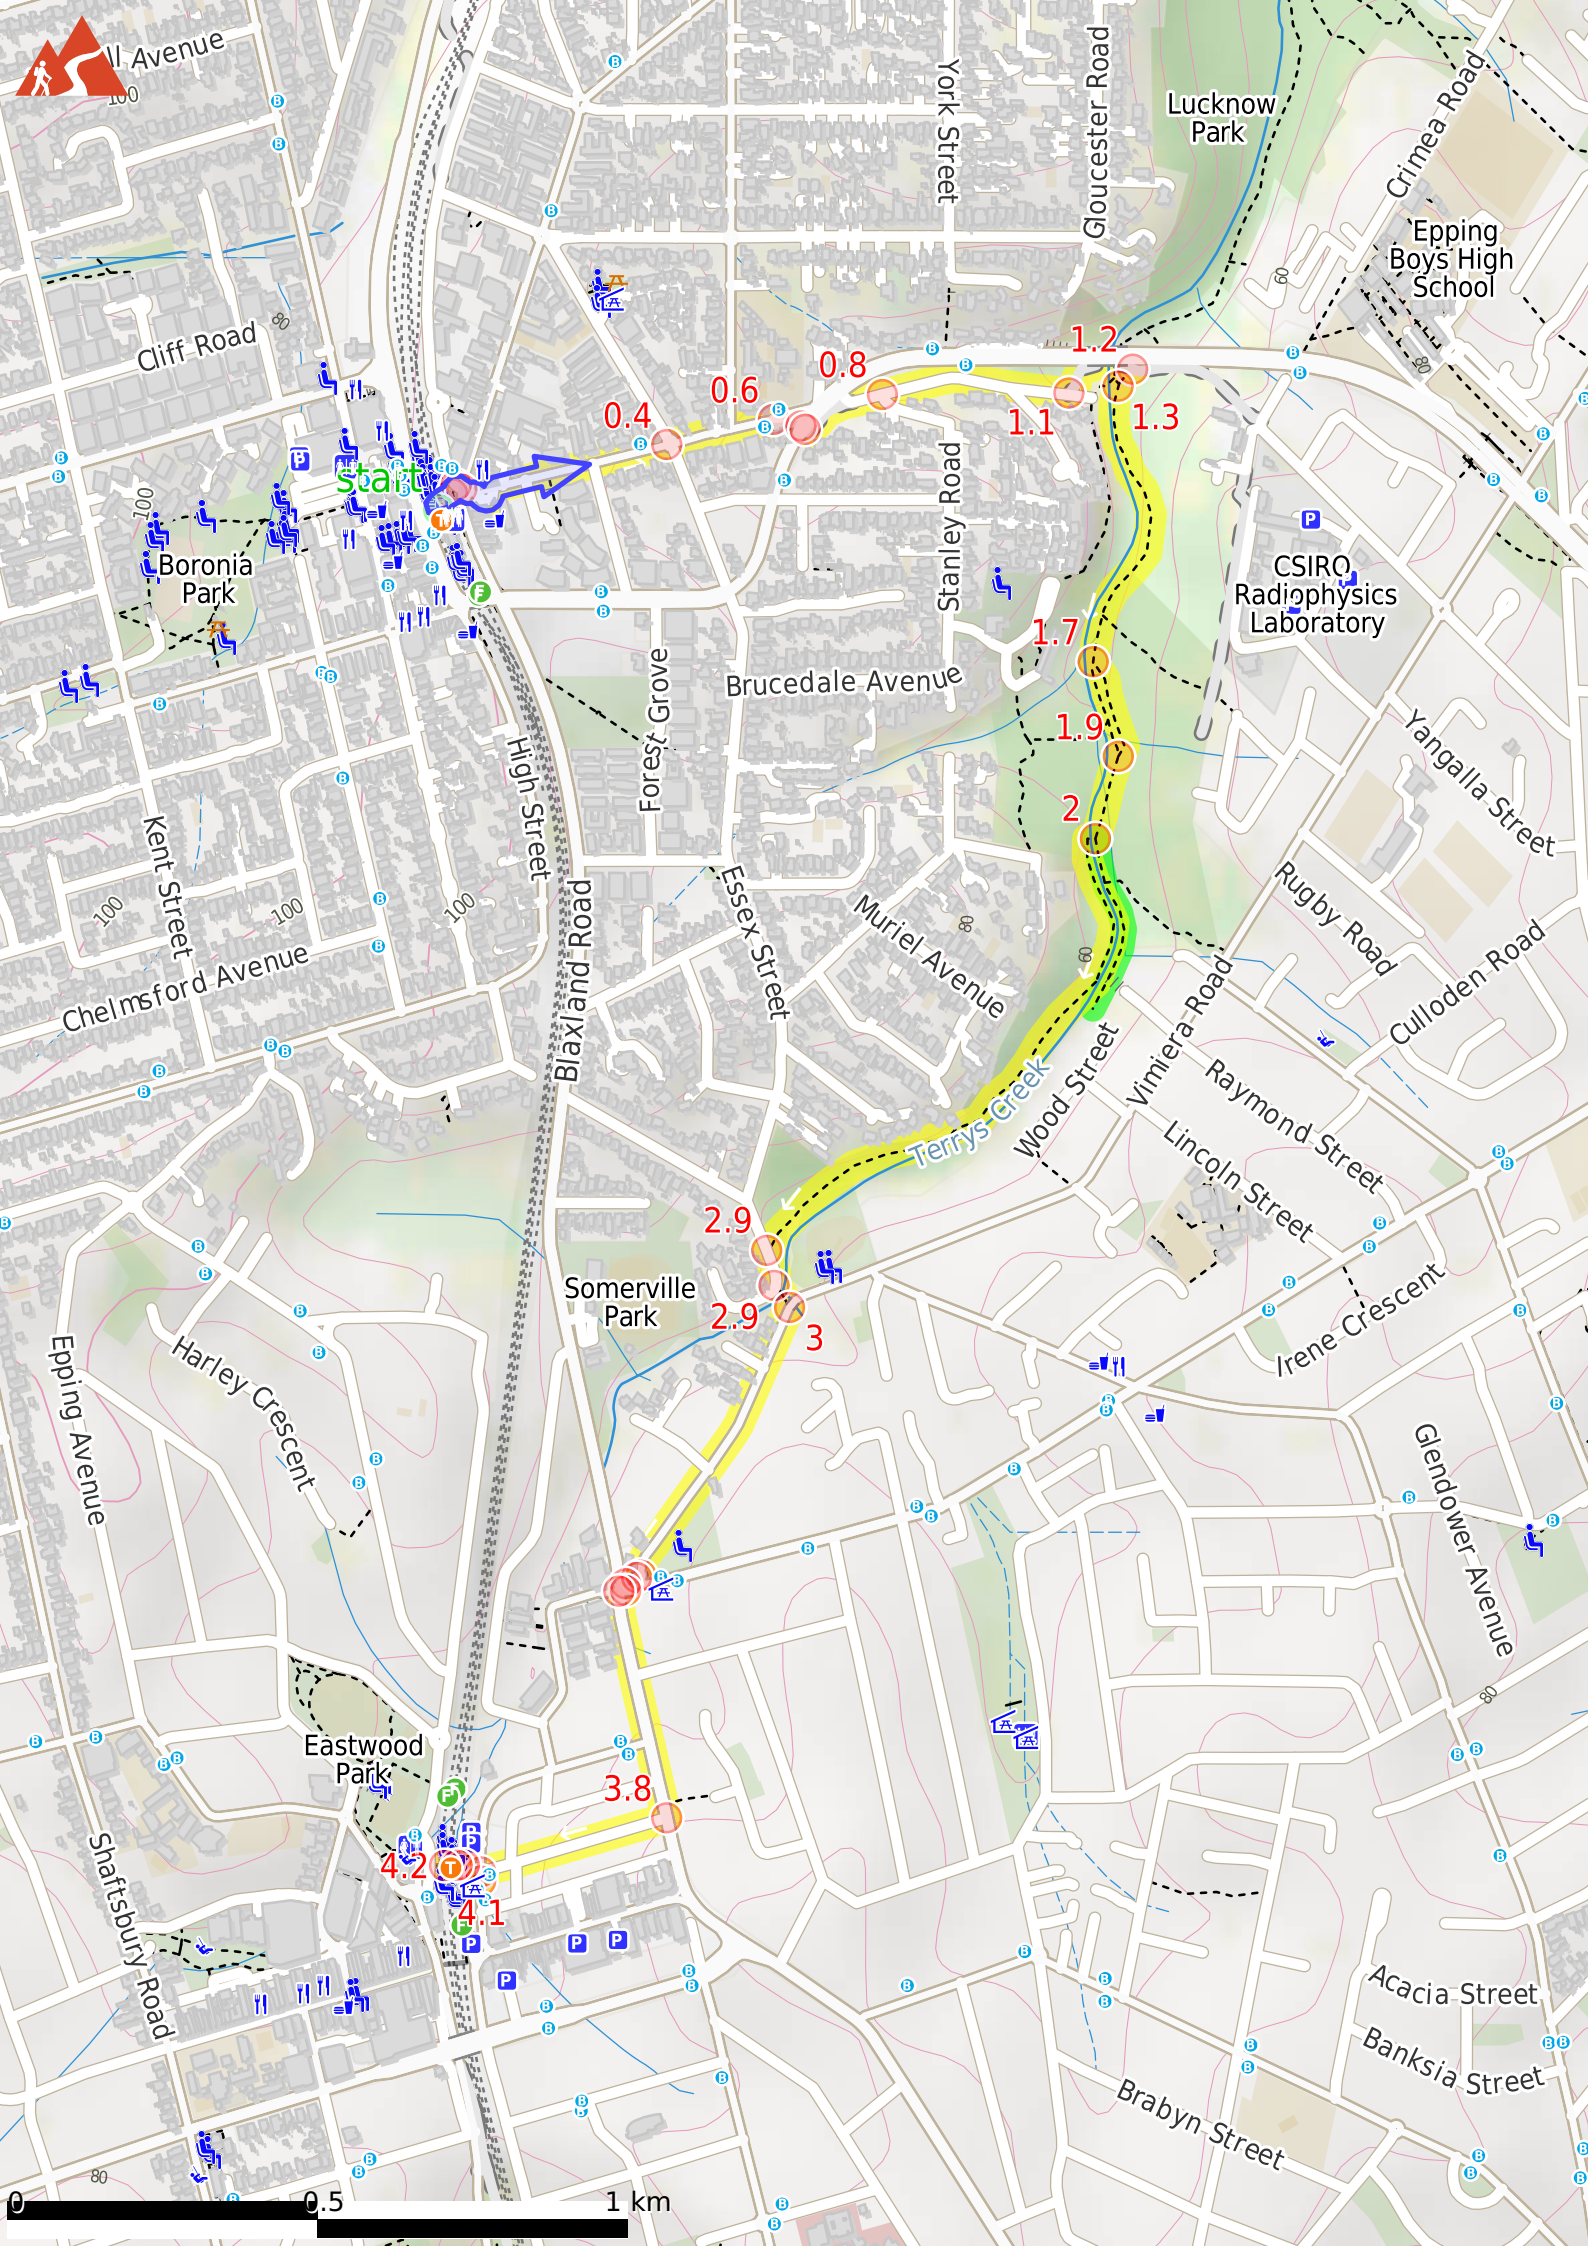 ll Avenue
100
York Street
Gloucester Road
Lucknow
Park
Crimea Road
Epping
Boys High
School
60
80
Cliff Road
80
1.2
0.8
0.6
0.4
1.1
1.3
start
100
Boronia
Park
Stanley Road
CSIRO
Radiophysics
Laboratory
1.7
Brucedale Avenue
Forest Grove
1.9
Yangalla Street
High Street
2
Kent Street
100
100
100
Essex Street
Muriel Avenue
80
60
Rugby Road
Culloden Road
Chelmsford Avenue
Blaxland Road
Vimiera Road
Wood Street
Terrys Creek
Raymond Street
Lincoln Street
2.9
Somerville
Park
2.9
3
Irene Crescent
Epping Avenue
Harley Crescent
Glendower Avenue
80
Eastwood
Park
3.8
4.2
4.1
Shaftsbury Road
Acacia Street
Banksia Street
Brabyn Street
80
0
0.5
1 km